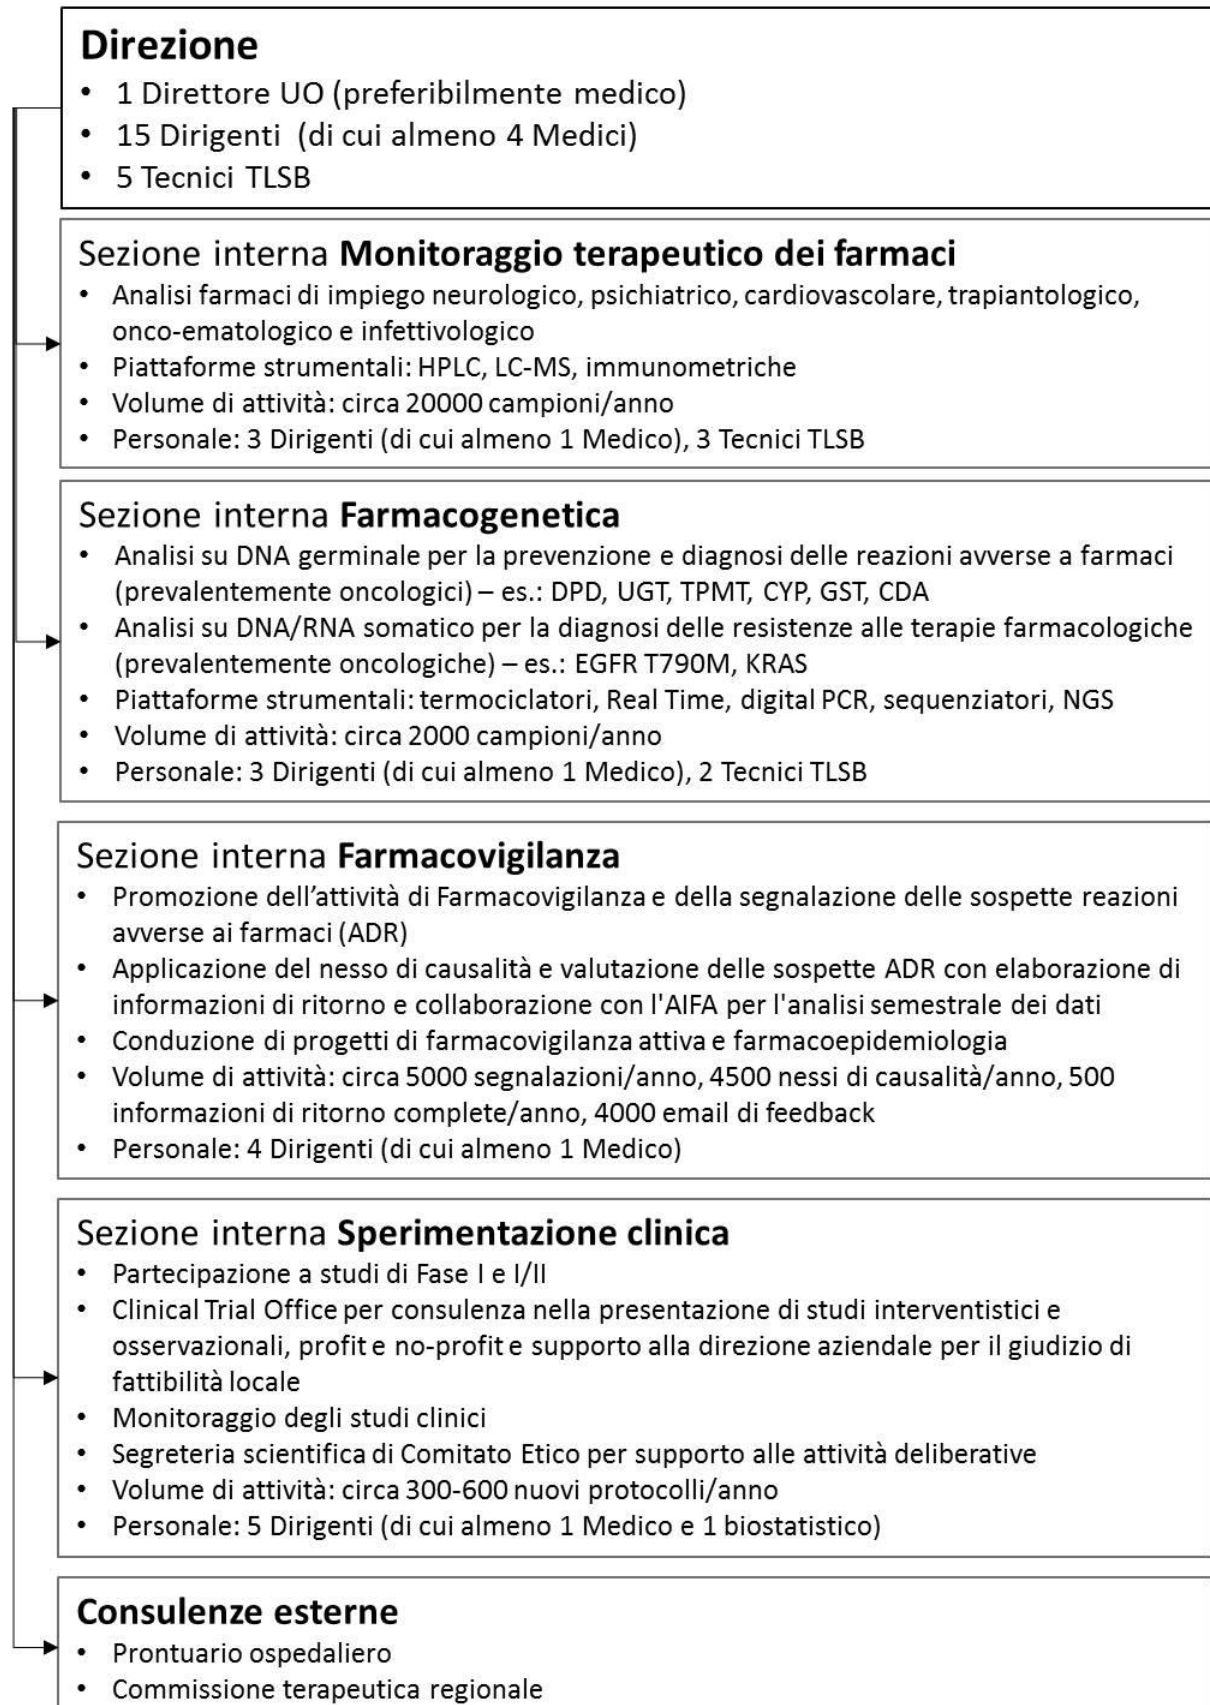 Direzione
• 1 Direttore UO (preferibilmente medico)
• 15 Dirigenti (di cui almeno 4 Medici)
• 5 Tecnici TLSB
Sezione interna Monitoraggio terapeutico dei farmaci
• Analisi farmaci di impiego neurologico, psichiatrico, cardiovascolare, trapiantologico,
onco-ematologico e infettivologico
• Piattaforme strumentali: HPLC, LC-MS, immunometriche
• Volume di attività: circa 20000 campioni/anno
• Personale: 3 Dirigenti (di cui almeno 1 Medico), 3 Tecnici TLSB
Sezione interna Farmacogenetica
• Analisi su DNA germinale per la prevenzione e diagnosi delle reazioni avverse a farmaci
(prevalentemente oncologici) – es.: DPD, UGT, TPMT, CYP, GST, CDA
• Analisi su DNA/RNA somatico per la diagnosi delle resistenze alle terapie farmacologiche
(prevalentemente oncologiche) – es.: EGFR T790M, KRAS
• Piattaforme strumentali: termociclatori, Real Time, digital PCR, sequenziatori, NGS
• Volume di attività: circa 2000 campioni/anno
• Personale: 3 Dirigenti (di cui almeno 1 Medico), 2 Tecnici TLSB
Sezione interna Farmacovigilanza
• Promozione dell’attività di Farmacovigilanza e della segnalazione delle sospette reazioni
avverse ai farmaci (ADR)
• Applicazione del nesso di causalità e valutazione delle sospette ADR con elaborazione di
informazioni di ritorno e collaborazione con l'AIFA per l'analisi semestrale dei dati
• Conduzione di progetti di farmacovigilanza attiva e farmacoepidemiologia
• Volume di attività: circa 5000 segnalazioni/anno, 4500 nessi di causalità/anno, 500
informazioni di ritorno complete/anno, 4000 email di feedback
• Personale: 4 Dirigenti (di cui almeno 1 Medico)
Sezione interna Sperimentazione clinica
• Partecipazione a studi di Fase I e I/II
• Clinical Trial Office per consulenza nella presentazione di studi interventistici e
osservazionali, profit e no-profit e supporto alla direzione aziendale per il giudizio di
fattibilità locale
• Monitoraggio degli studi clinici
• Segreteria scientifica di Comitato Etico per supporto alle attività deliberative
• Volume di attività: circa 300-600 nuovi protocolli/anno
• Personale: 5 Dirigenti (di cui almeno 1 Medico e 1 biostatistico)
Consulenze esterne
• Prontuario ospedaliero
• Commissione terapeutica regionale